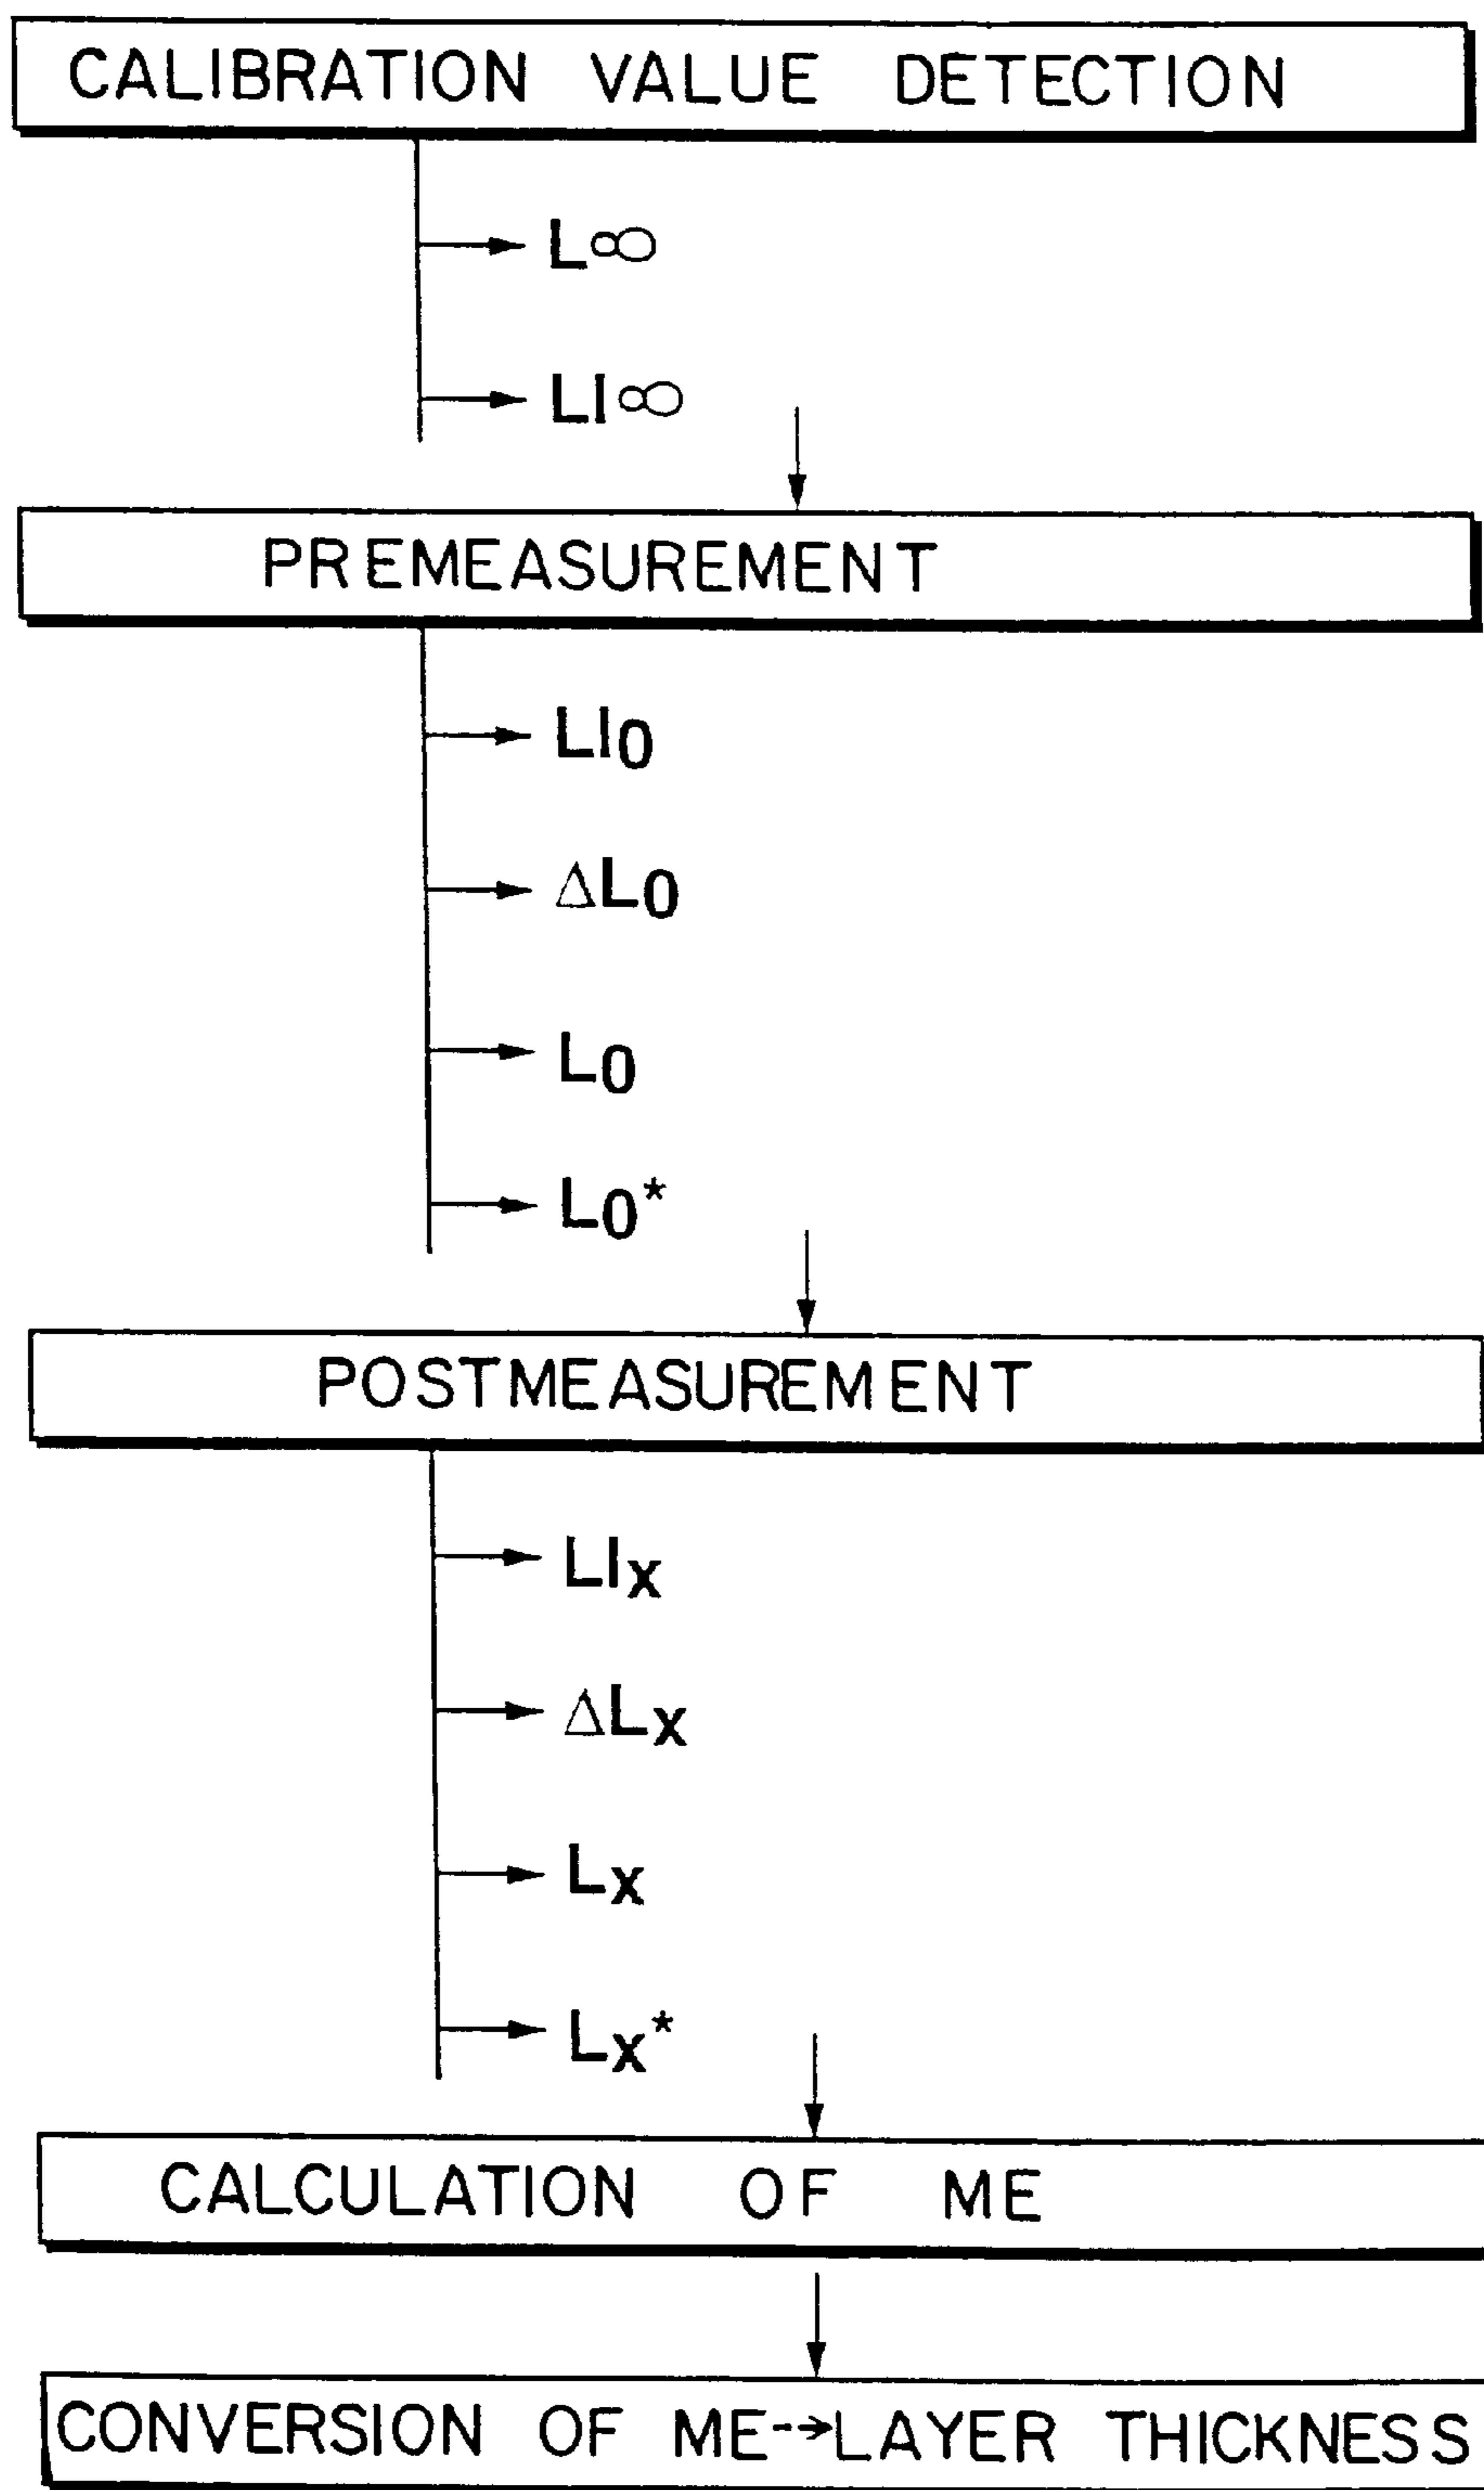 CALIBRATION VALUE DETECTION
L∞
LI∞
PREMEASUREMENT
LI₀
ΔL₀
L₀
L₀*
POSTMEASUREMENT
LIₓ
ΔLₓ
Lₓ
Lₓ*
CALCULATION OF ME
CONVERSION OF ME-→LAYER THICKNESS